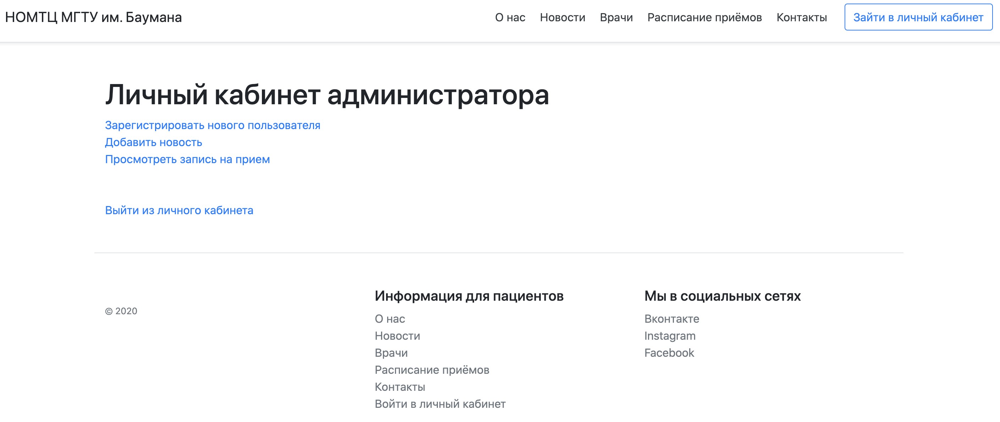 НОМТЦ МГТУ им. Баумана
О нас Новости Врачи Расписание приёмов Контакты Зайти в личный кабинет
Личный кабинет администратора
Зарегистрировать нового пользователя
Добавить новость
Просмотреть запись на прием
Выйти из личного кабинета
© 2020
Информация для пациентов
О нас
Новости
Врачи
Расписание приёмов
Контакты
Войти в личный кабинет
Мы в социальных сетях
Вконтакте
Instagram
Facebook